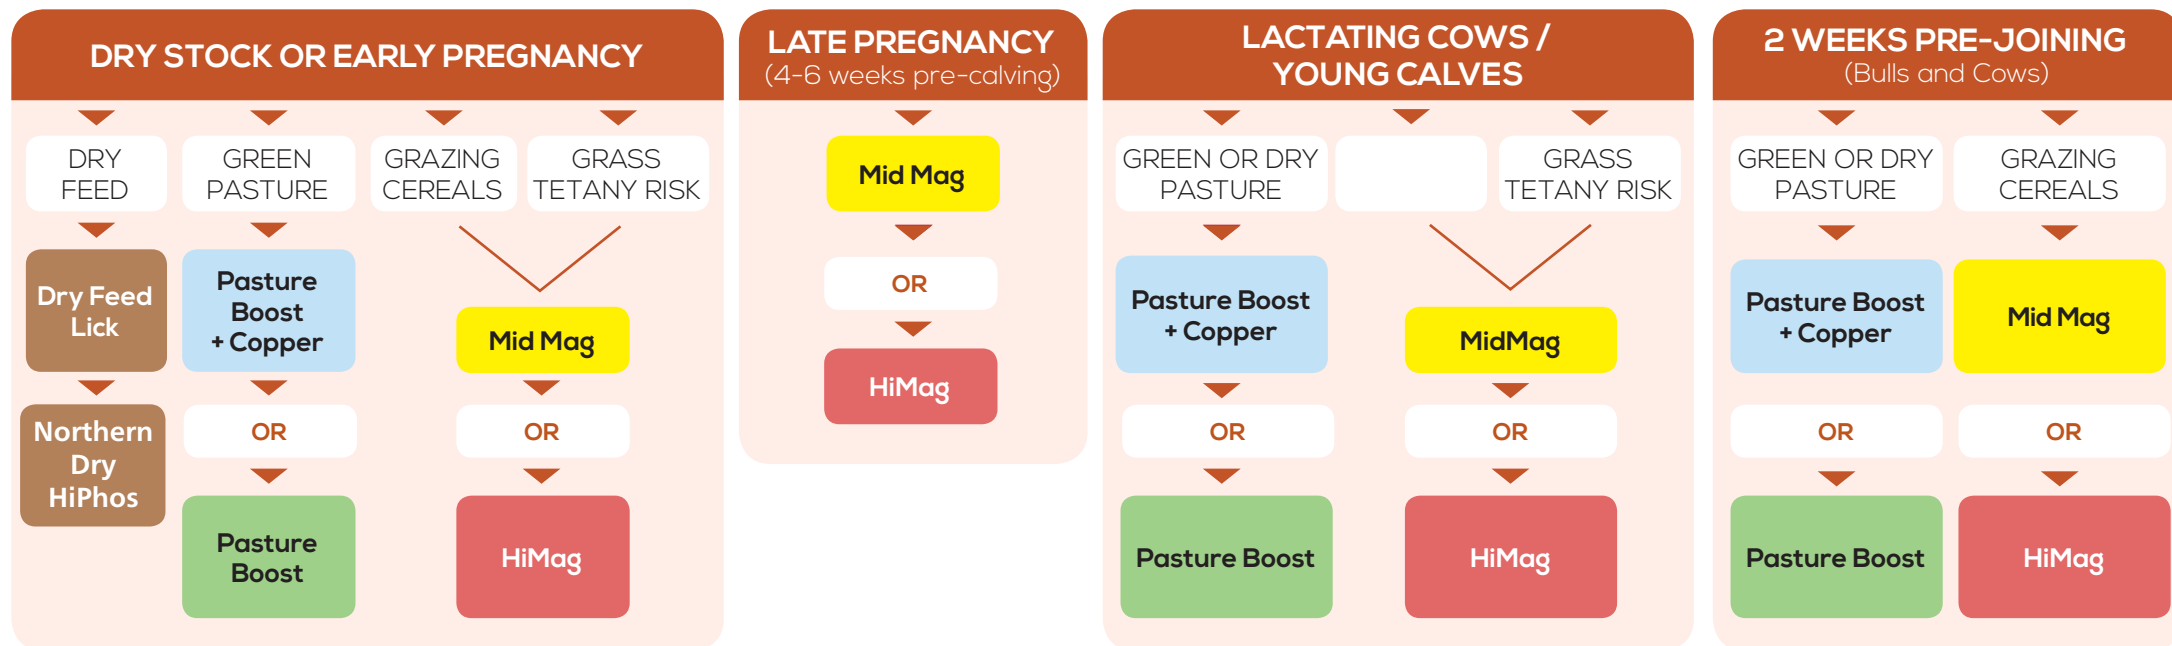 DRY STOCK OR EARLY PREGNANCY
DRY
FEED
GREEN
PASTURE
GRAZING
CEREALS
GRASS
TETANY RISK
Dry Feed
Lick
Pasture
Boost
+ Copper
Mid Mag
Northern
Dry
HiPhos
OR
OR
Pasture
Boost
HiMag
LATE PREGNANCY
(4-6 weeks pre-calving)
Mid Mag
OR
HiMag
LACTATING COWS /
YOUNG CALVES
GREEN OR DRY
PASTURE
GRASS
TETANY RISK
Pasture Boost
+ Copper
MidMag
OR
OR
Pasture Boost
HiMag
2 WEEKS PRE-JOINING
(Bulls and Cows)
GREEN OR DRY
PASTURE
GRAZING
CEREALS
Pasture Boost
+ Copper
Mid Mag
OR
OR
Pasture Boost
HiMag